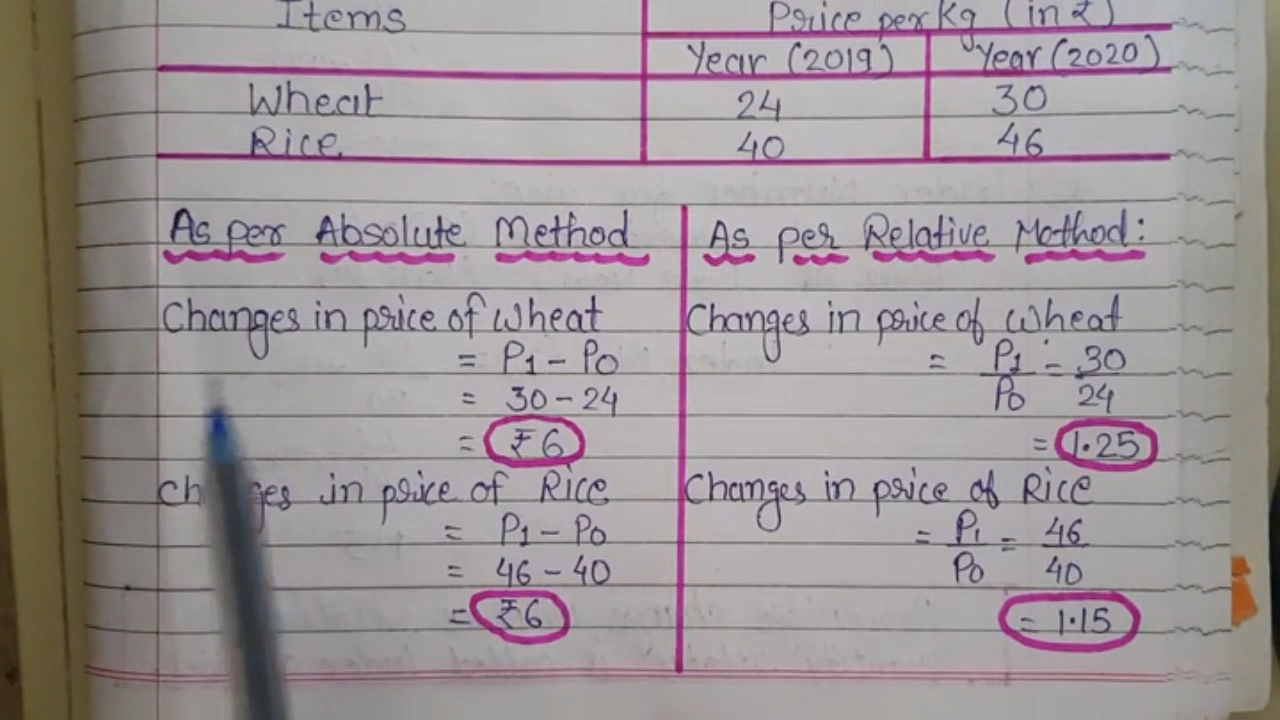 Items Price per Kg (in ₹)
Year (2019) Year (2020)
Wheat 24 30
Rice 40 46
As per Absolute Method
Changes in price of wheat
= P1 - P0
= 30 - 24
= ₹6
Changes in price of Rice
= P1 - P0
= 46 - 40
= ₹6
As per Relative Method:
Changes in price of wheat
= P1/P0 = 30/24
= 1.25
Changes in price of Rice
= P1/P0 = 46/40
= 1.15